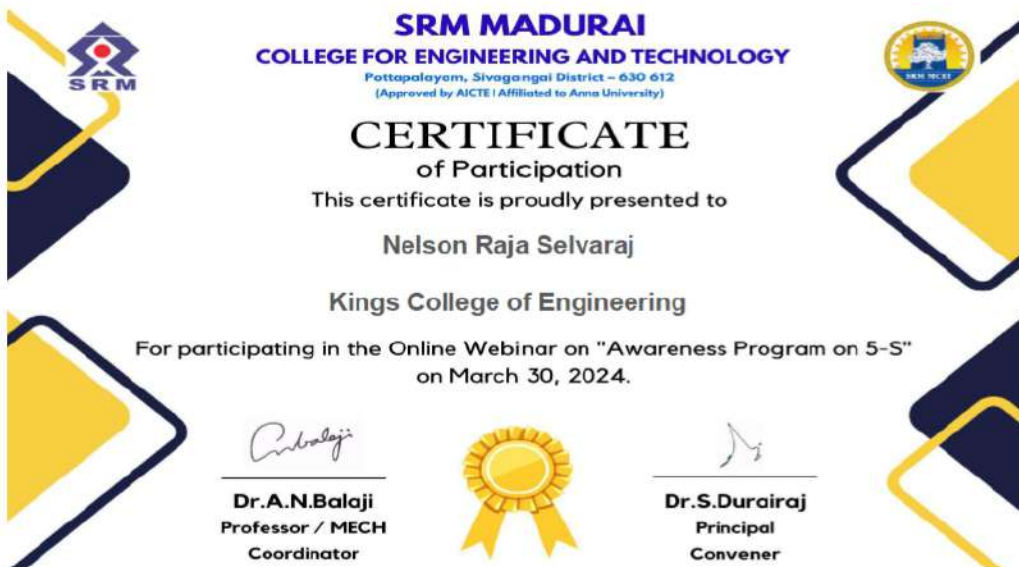 SRM MADURAI
COLLEGE FOR ENGINEERING AND TECHNOLOGY
Pottapalayam, Sivagangai District – 630 612
(Approved by AICTE | Affiliated to Anna University)
SRM
SRM MCET
CERTIFICATE
of Participation
This certificate is proudly presented to
Nelson Raja Selvaraj
Kings College of Engineering
For participating in the Online Webinar on "Awareness Program on 5-S"
on March 30, 2024.
Dr.A.N.Balaji
Professor / MECH
Coordinator
Dr.S.Durairaj
Principal
Convener